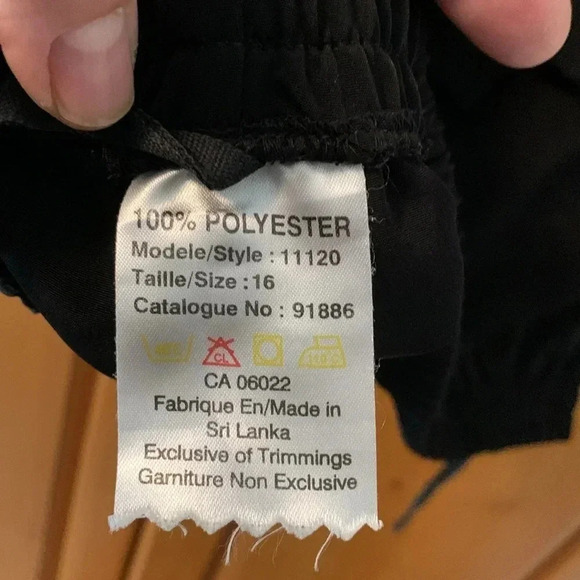 100% POLYESTER
Modele/Style : 11120
Taille/Size : 16
Catalogue No : 91886
CL
CA 06022
Fabrique En/Made in
Sri Lanka
Exclusive of Trimmings
Garniture Non Exclusive